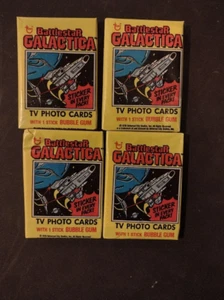 Battlestar
GALACTICA
STICKER
IN EVERY
PACK!
TV PHOTO CARDS
WITH 1 STICK BUBBLE GUM
Battlestar
GALACTICA
STICKER
IN EVERY
PACK!
TV PHOTO CARDS
WITH 1 STICK BUBBLE GUM
Battlestar
GALACTICA
STICKER
IN EVERY
PACK!
TV PHOTO CARDS
WITH 1 STICK BUBBLE GUM
Battlestar
GALACTICA
STICKER
IN EVERY
PACK!
TV PHOTO CARDS
WITH 1 STICK BUBBLE GUM